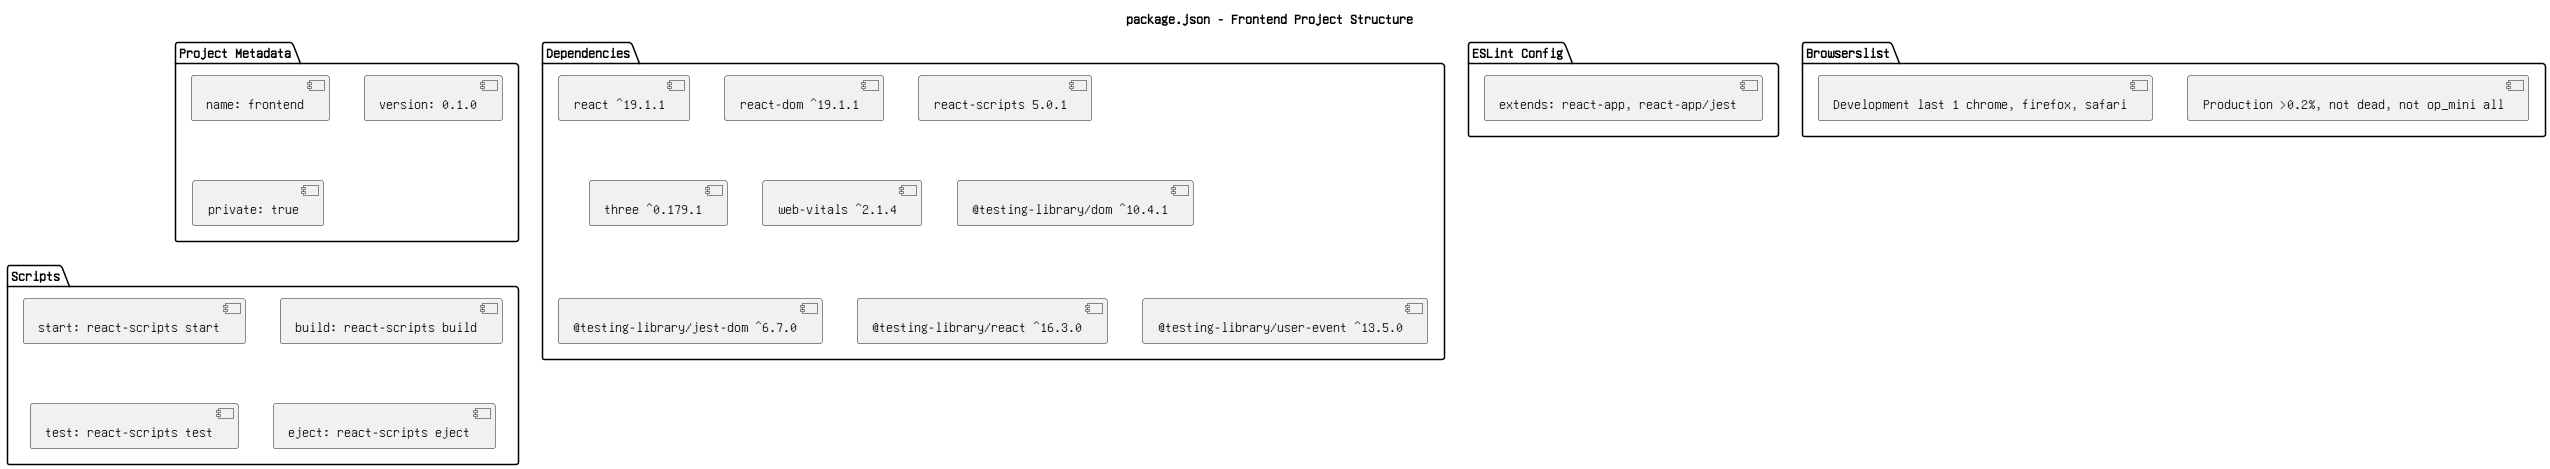 package.json - Frontend Project Structure
Project Metadata
name: frontend
version: 0.1.0
private: true
Dependencies
react ^19.1.1
react-dom ^19.1.1
react-scripts 5.0.1
three ^0.179.1
web-vitals ^2.1.4
@testing-library/dom ^10.4.1
@testing-library/jest-dom ^6.7.0
@testing-library/react ^16.3.0
@testing-library/user-event ^13.5.0
ESLint Config
extends: react-app, react-app/jest
Browserslist
Development last 1 chrome, firefox, safari
Production >0.2%, not dead, not op_mini all
Scripts
start: react-scripts start
build: react-scripts build
test: react-scripts test
eject: react-scripts eject